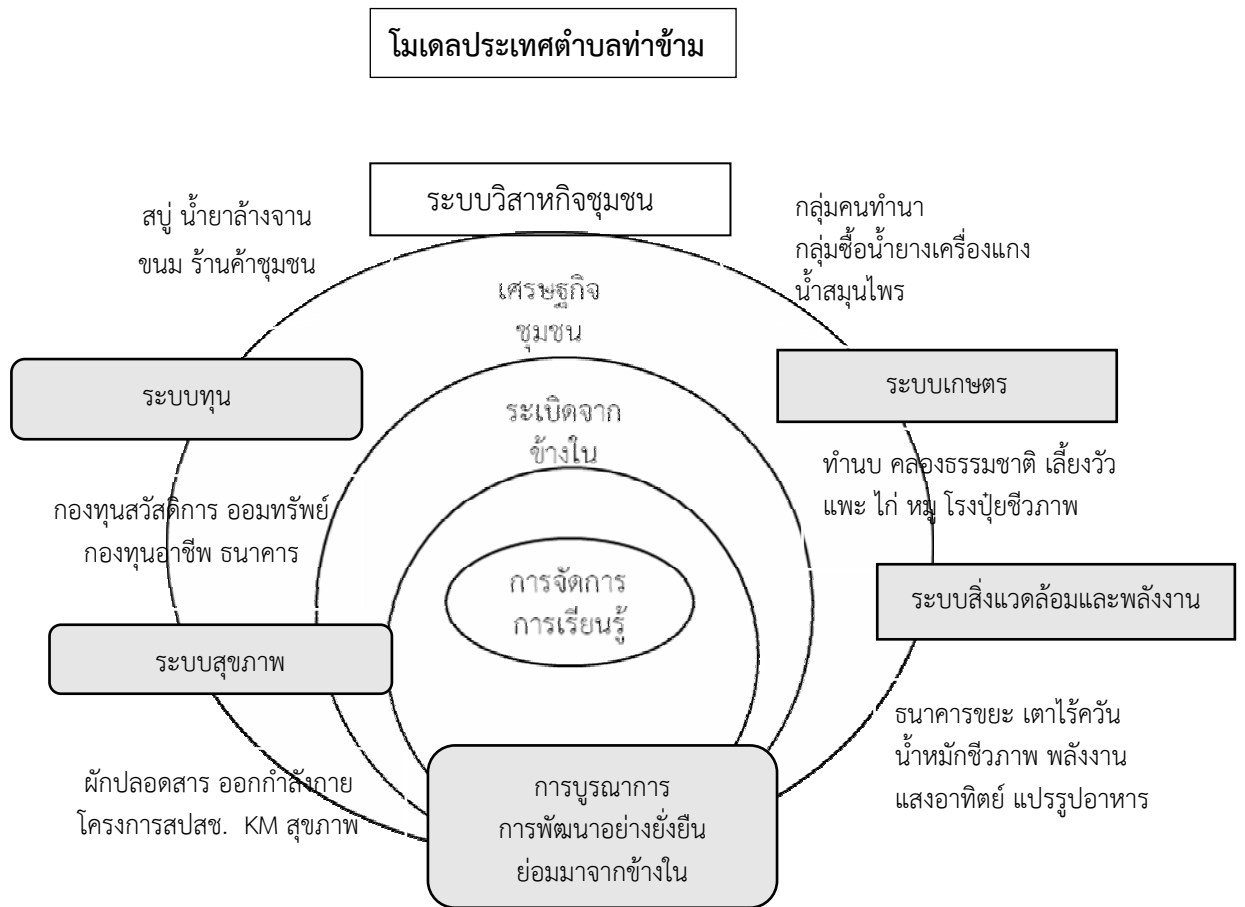 โมเดลประเทศตำบลท่าข้าม
ระบบวิสาหกิจชุมชน
สบู่ น้ำยาล้างจาน
ขนม ร้านค้าชุมชน
กลุ่มคนทำนา
กลุ่มซื้อน้ำยางเครื่องแกง
น้ำสมุนไพร
เศรษฐกิจ
ชุมชน
ระบบทุน
ระบบเกษตร
ระเบิดจาก
ข้างใน
ทำนบ คลองธรรมชาติ เลี้ยงวัว
แพะ ไก่ หมู โรงปุ๋ยชีวภาพ
กองทุนสวัสดิการ ออมทรัพย์
กองทุนอาชีพ ธนาคาร
การจัดการ
การเรียนรู้
ระบบสิ่งแวดล้อมและพลังงาน
ระบบสุขภาพ
ธนาคารขยะ เตาไร้ควัน
น้ำหมักชีวภาพ พลังงาน
แสงอาทิตย์ แปรรูปอาหาร
ผักปลอดสาร ออกกำลังกาย
โครงการสปสช. KM สุขภาพ
การบูรณาการ
การพัฒนาอย่างยั่งยืน
ย่อมมาจากข้างใน